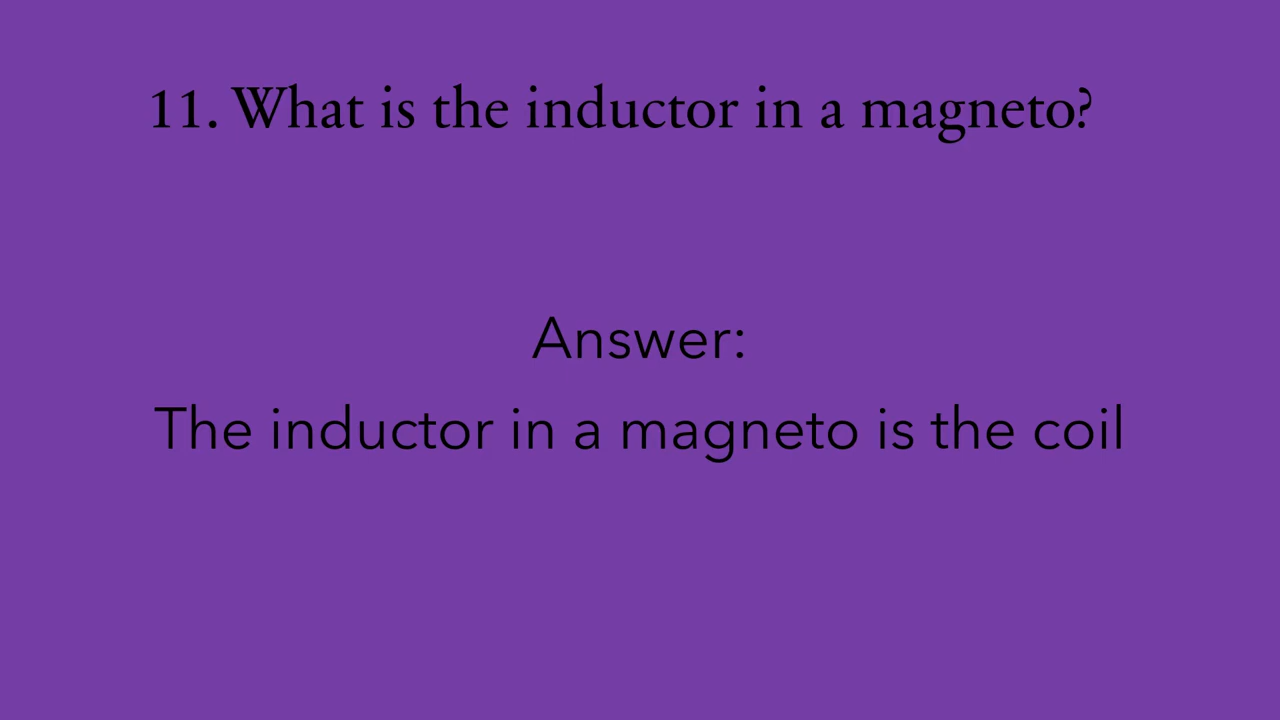 11. What is the inductor in a magneto?
Answer:
The inductor in a magneto is the coil